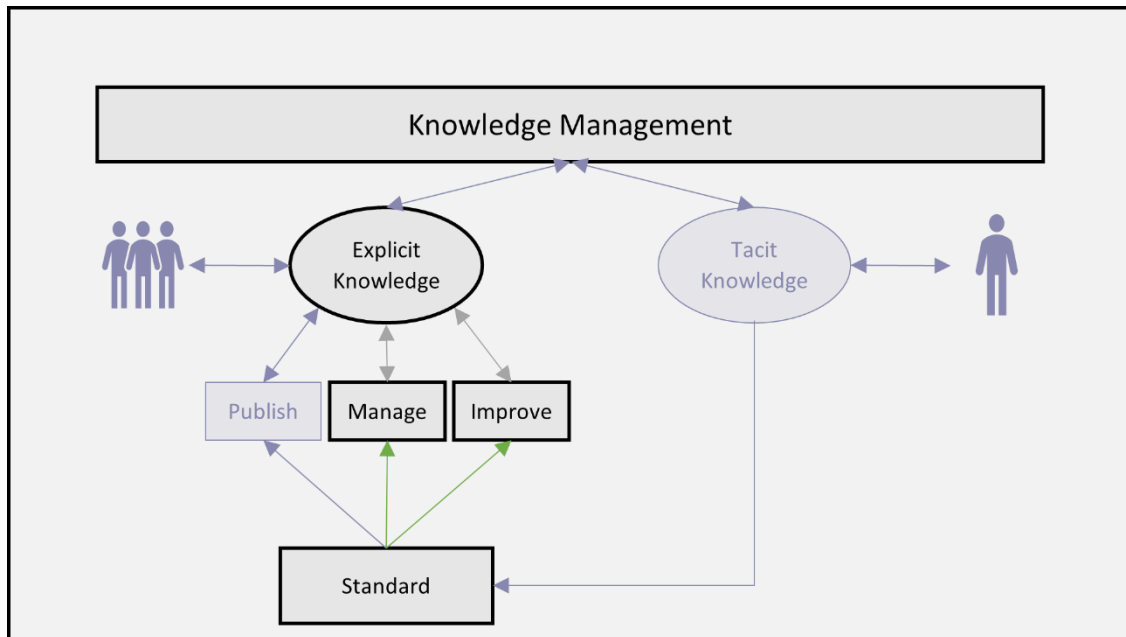 Knowledge Management
Explicit
Knowledge
Tacit
Knowledge
Publish
Manage
Improve
Standard